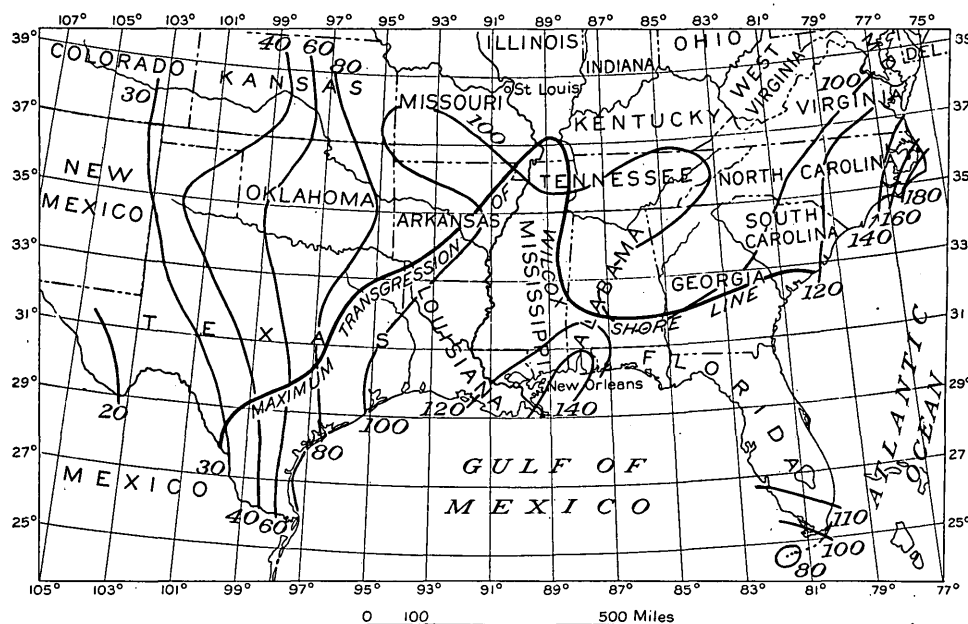 105° 103° 101° 99° 97° 95° 93° 91° 89° 87° 85° 83° 81° 79° 77° 75°
39° 40 60 80 ILLINOIS OHIO WEST VIRGINIA DEL. 39
COLORADO KANSAS INDIANA St Louis 100
30 MISSOURI 100 VIRGINIA
37° KENTUCKY 37
NEW MEXICO OKLAHOMA TENNESSEE NORTH CAROLINA
35° 35
ARKANSAS SOUTH CAROLINA 180
160
140
33° MISSISSIPPI ALABAMA GEORGIA 33
120
MAXIMUM TRANSGRESSION OF WILCOX SHORE LINE
31° TEXAS LOUISIANA 31
FLORIDA
29° New Orleans 29
20 100 120 140
27° 30 80 27
MEXICO GULF OF MEXICO ATLANTIC OCEAN
25° 40 60 110 25°
100
80
105° 103° 101° 99° 97° 95° 93° 91° 89° 87° 85° 83° 81° 79° 77°
0 100 500 Miles